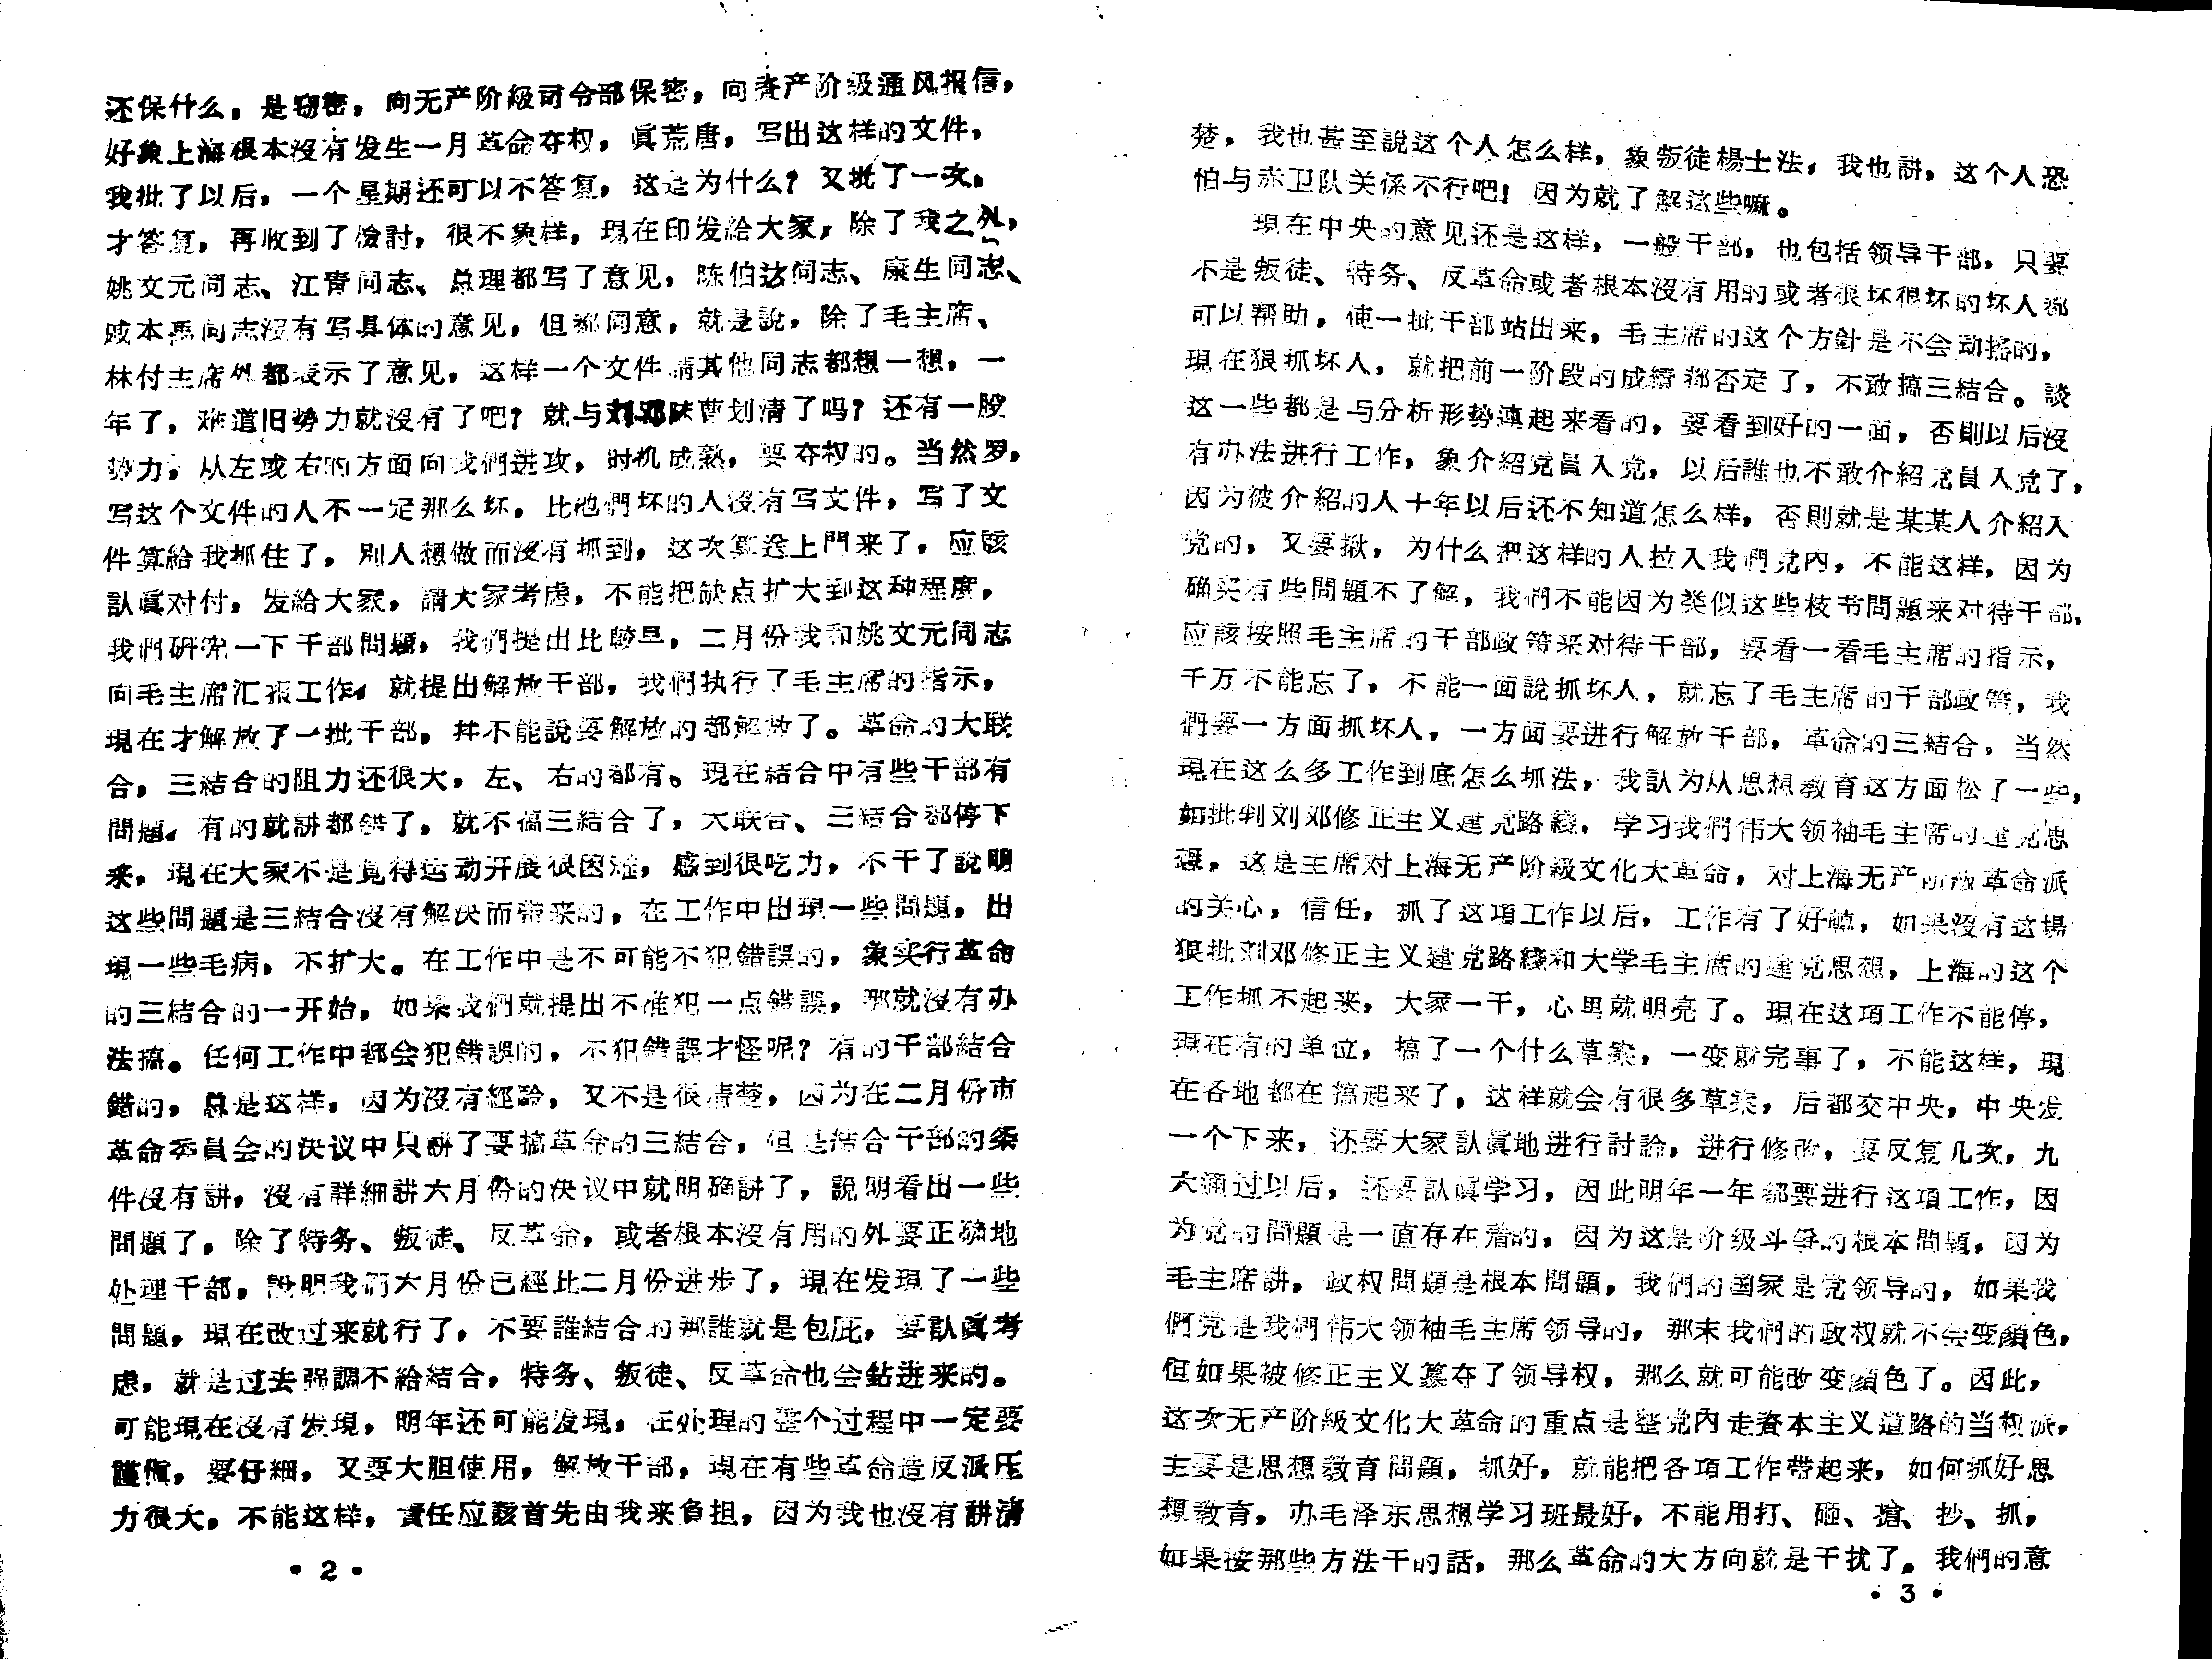 还保什么，是窃密，向无产阶級司令部保密，向资产阶级通风报信，
好象上海根本沒有发生一月革命夺权，眞荒唐，写出这样的文件，
我批了以后，一个星期还可以不答复，这是为什么？又批了一次，
才答复，再收到了檢討，很不象样，現在印发給大家，除了我之外，
姚文元同志、江青同志、总理都写了意见，陈伯达同志、康生同志、
戚本禹同志沒有写具体的意见，但都同意，就是說，除了毛主席、
林付主席外都表示了意见，这样一个文件請其他同志都想一想，一
年了，难道旧势力就沒有了吧？就与刘邓陈曹划清了吗？还有一股
势力，从左或右的方面向我們进攻，时机成熟，要夺权的。当然罗，
写这个文件的人不一定那么坏，比他們坏的人沒有写文件，写了文
件算給我抓住了，别人想做而沒有抓到，这次算送上門来了，应該
認眞对付，发給大家，請大家考虑，不能把缺点扩大到这种程度，
我們研究一下干部問題，我們提出比較早，二月份我和姚文元同志
向毛主席汇报工作，就提出解放干部，我們执行了毛主席的指示，
現在才解放了一批干部，并不能說要解放的都解放了。革命的大联
合，三結合的阻力还很大，左、右的都有。現在結合中有些干部有
問題，有的就讲都錯了，就不搞三結合了，大联合、三結合都停下
来，現在大家不是覚得运动开展很困难，感到很吃力，不干了說明
这些問題是三結合沒有解决而带来的，在工作中出現一些問題，出
現一些毛病，不扩大。在工作中是不可能不犯錯誤的，象实行革命
的三結合的一开始，如果我們就提出不准犯一点錯誤，那就沒有办
法搞。任何工作中都会犯錯誤的，不犯錯誤才怪呢？有的干部結合
錯的，总是这样，因为沒有經驗，又不是很清楚，因为在二月份市
革命委員会的决议中只讲了要搞革命的三結合，但是結合干部的条
件沒有讲，沒有詳細讲六月份的决议中就明确讲了，說明看出一些
問題了，除了特务、叛徒、反革命，或者根本沒有用的外要正确地
处理干部，說明我们六月份已經比二月份进步了，現在发現了一些
問題，現在改过来就行了，不要誰結合的那誰就是包庇，要認眞考
虑，就是过去强調不給結合，特务、叛徒、反革命也会鉆进来的。
可能現在沒有发現，明年还可能发現，在处理的整个过程中一定要
謹慎，要仔細，又要大胆使用，解放干部，現在有些革命造反派压
力很大，不能这样，責任应該首先由我来負担，因为我也沒有讲清
• 2 •
楚，我也甚至說这个人怎么样，象叛徒楊士法，我也讲，这个人恐
怕与赤卫队关係不行吧！因为就了解这些嘛。
現在中央的意见还是这样，一般干部，也包括领导干部，只要
不是叛徒、特务、反革命或者根本沒有用的或者很坏很坏的坏人都
可以帮助，使一批干部站出来，毛主席的这个方針是不会动搖的，
現在狠抓坏人，就把前一阶段的成績都否定了，不敢搞三結合。談
这一些都是与分析形势連起来看的，要看到好的一面，否則以后沒
有办法进行工作，象介紹党員入党，以后誰也不敢介紹党員入党了，
因为被介紹的人十年以后还不知道怎么样，否則就是某某人介紹入
党的，又要揪，为什么把这样的人拉入我們党内，不能这样，因为
确实有些問題不了解，我們不能因为类似这些枝节問題来对待干部，
应該按照毛主席的干部政策来对待干部，要看一看毛主席的指示，
千万不能忘了，不能一面說抓坏人，就忘了毛主席的干部政策，我
們要一方面抓坏人，一方面要进行解放干部，革命的三結合，当然
現在这么多工作到底怎么抓法，我認为从思想教育这方面松了一些，
如批判刘邓修正主义建党路綫，学习我們伟大领袖毛主席的建党思
想，这是主席对上海无产阶級文化大革命，对上海无产阶級革命派
的关心，信任，抓了这項工作以后，工作有了好轉，如果沒有这場
狠批刘邓修正主义建党路綫和大学毛主席的建党思想，上海的这个
工作抓不起来，大家一干，心里就明亮了。現在这項工作不能停，
現在有的单位，搞了一个什么草案，一变就完事了，不能这样，現
在各地都在搞起来了，这样就会有很多草案，后都交中央，中央发
一个下来，还要大家認眞地进行討論，进行修改，要反复几次，九
大通过以后，还要認眞学习，因此明年一年都要进行这項工作，因
为党的問題是一直存在着的，因为这是阶级斗争的根本問題，因为
毛主席讲，政权問題是根本問題，我們的国家是党领导的，如果我
們党是我們伟大领袖毛主席领导的，那末我們的政权就不会变顏色，
但如果被修正主义篡夺了领导权，那么就可能改变顏色了。因此，
这次无产阶級文化大革命的重点是整党内走資本主义道路的当权派，
主要是思想教育問題，抓好，就能把各項工作带起来，如何抓好思
想教育，办毛泽东思想学习班最好，不能用打、砸、搶、抄、抓，
如果按那些方法干的話，那么革命的大方向就是干扰了。我們的意
• 3 •